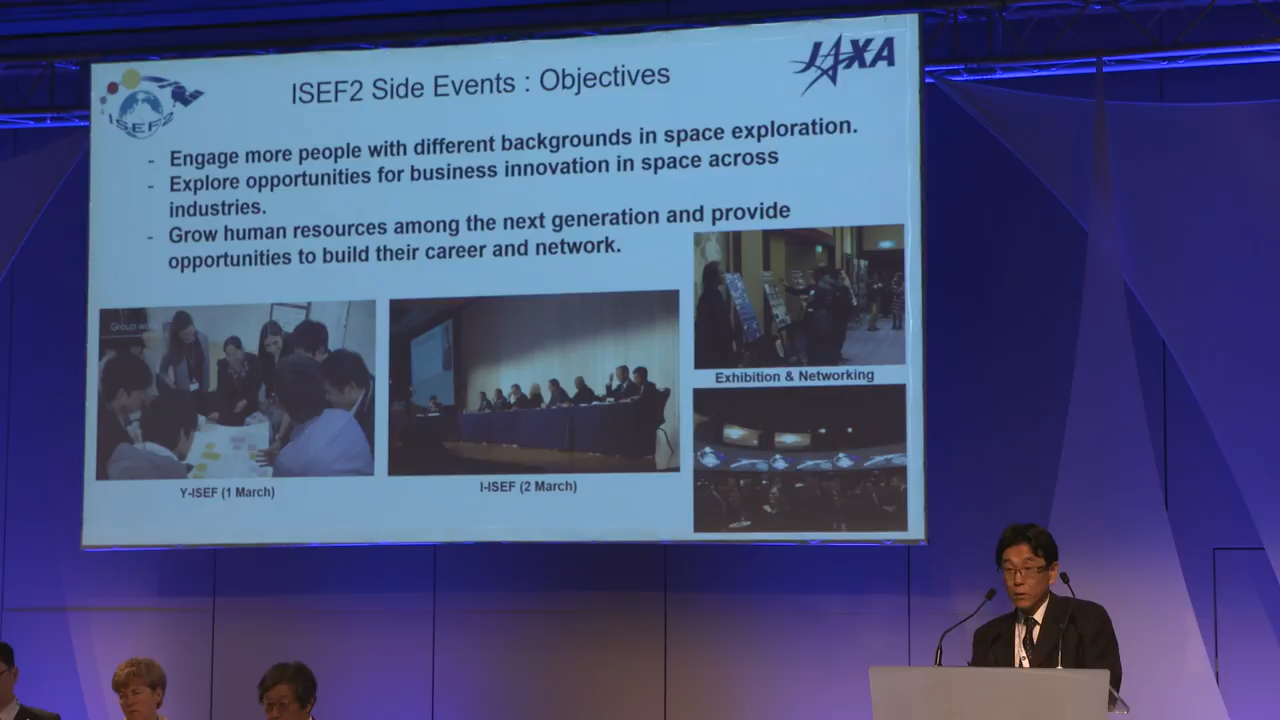 ISEF2
ISEF2 Side Events : Objectives
JAXA
- Engage more people with different backgrounds in space exploration.
- Explore opportunities for business innovation in space across
industries.
- Grow human resources among the next generation and provide
opportunities to build their career and network.
Group
Exhibition & Networking
Y-ISEF (1 March)
I-ISEF (2 March)